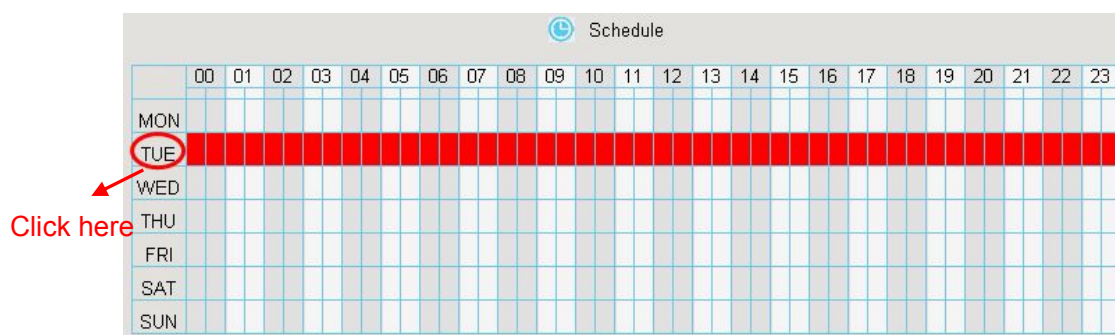 Schedule
00 01 02 03 04 05 06 07 08 09 10 11 12 13 14 15 16 17 18 19 20 21 22 23
MON
TUE
WED
Click here
THU
FRI
SAT
SUN